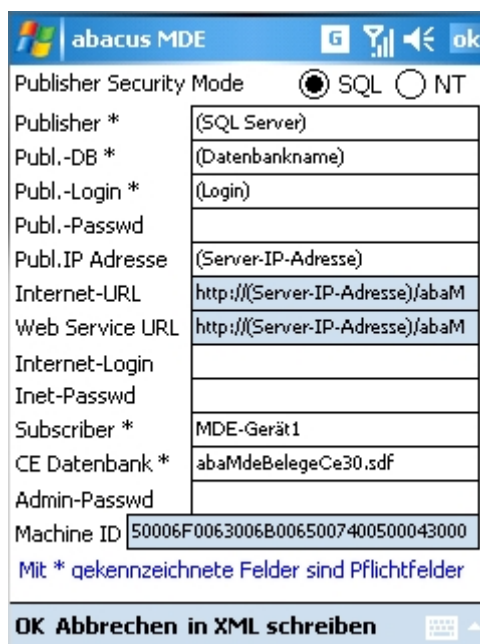 abacus MDE G ok
Publisher Security Mode SQL NT
Publisher * (SQL Server)
Publ.-DB * (Datenbankname)
Publ.-Login * (Login)
Publ.-Passwd
Publ.IP Adresse (Server-IP-Adresse)
Internet-URL http://(Server-IP-Adresse)/abaM
Web Service URL http://(Server-IP-Adresse)/abaM
Internet-Login
Inet-Passwd
Subscriber * MDE-Gerät1
CE Datenbank * abaMdeBelegeCe30.sdf
Admin-Passwd
Machine ID 50006F0063006B0065007400500043000
Mit * gekennzeichnete Felder sind Pflichtfelder
OK Abbrechen in XML schreiben